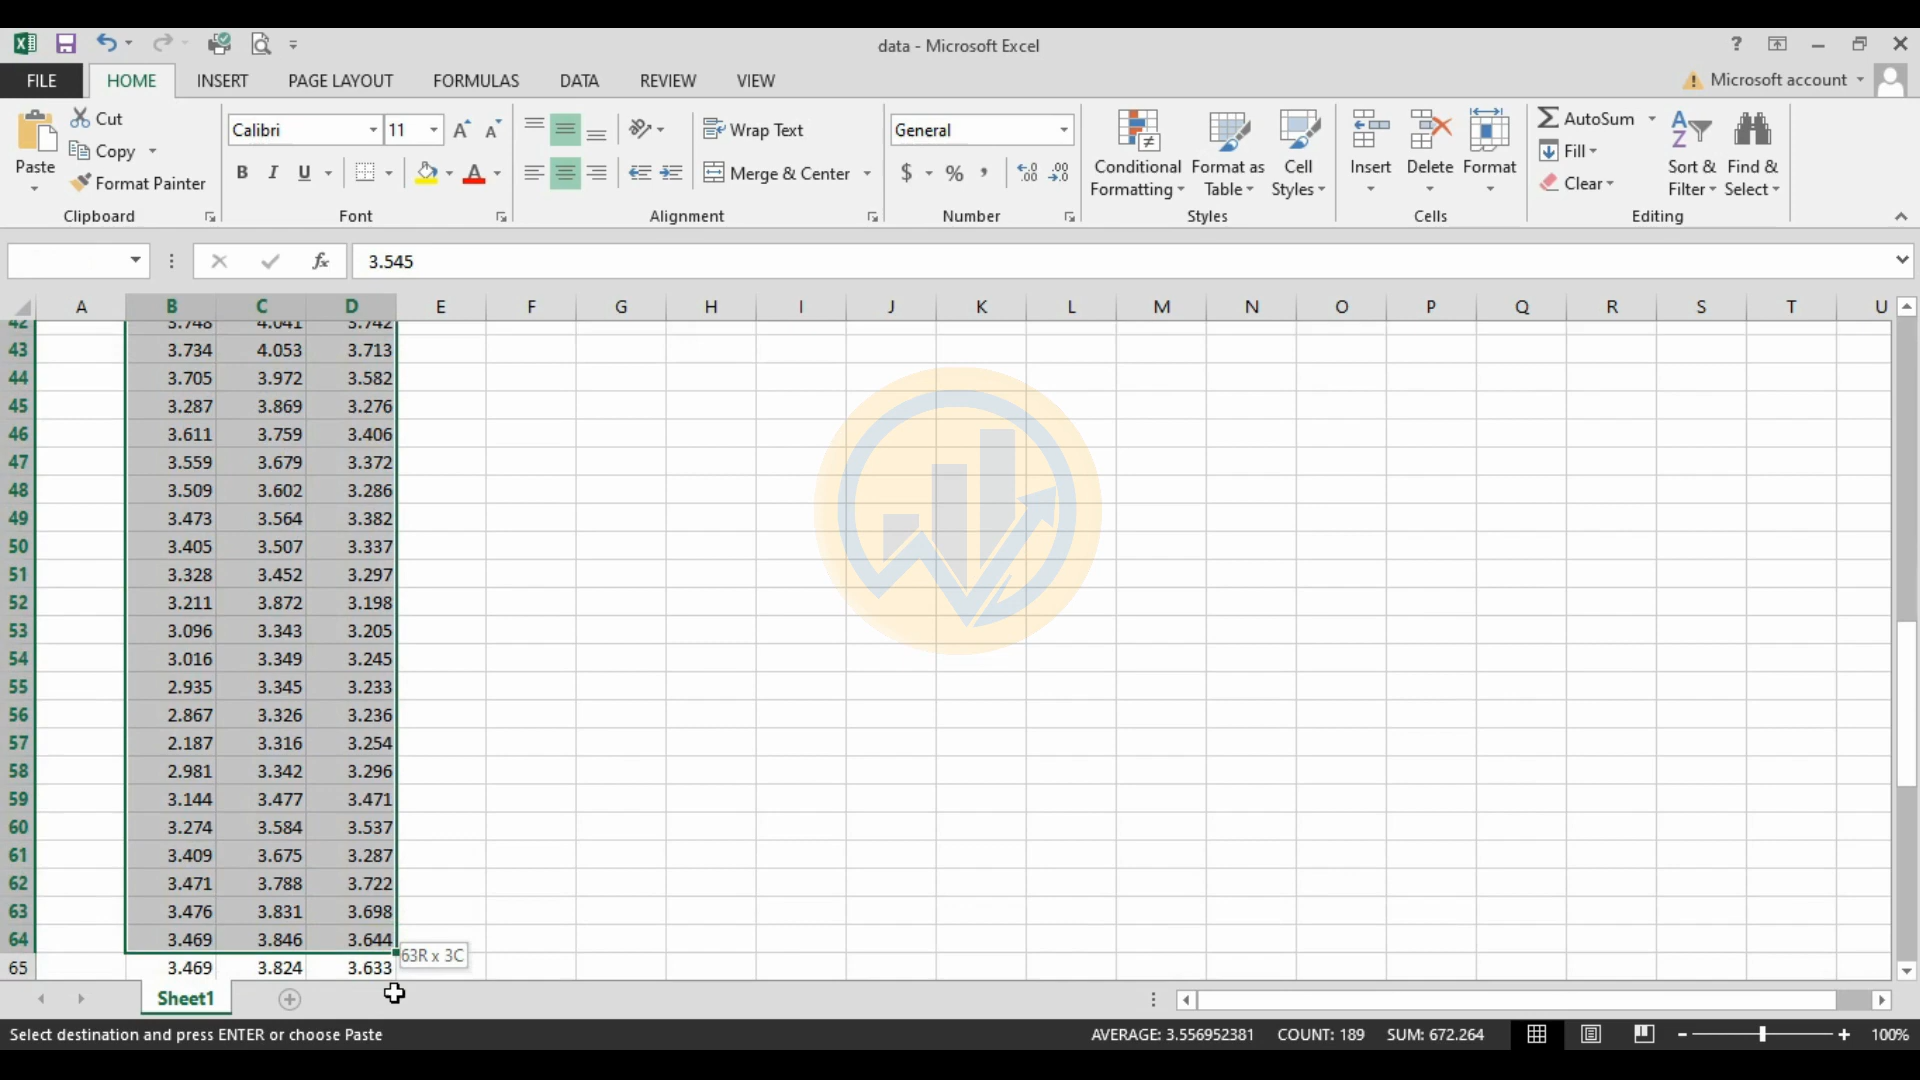 data - Microsoft Excel
?
FILE HOME INSERT PAGE LAYOUT FORMULAS DATA REVIEW VIEW Microsoft account
Paste Cut Copy Format Painter Clipboard
Calibri 11 B I U A Font
Wrap Text Merge & Center Alignment
General $ % , Number
Conditional Formatting Format as Table Cell Styles Styles
Insert Delete Format Cells
AutoSum Fill Clear Sort & Filter Find & Select Editing
fx 3.545
A B C D E F G H I J K L M N O P Q R S T U
42 3.748 4.041 3.742
43 3.734 4.053 3.713
44 3.705 3.972 3.582
45 3.287 3.869 3.276
46 3.611 3.759 3.406
47 3.559 3.679 3.372
48 3.509 3.602 3.286
49 3.473 3.564 3.382
50 3.405 3.507 3.337
51 3.328 3.452 3.297
52 3.211 3.872 3.198
53 3.096 3.343 3.205
54 3.016 3.349 3.245
55 2.935 3.345 3.233
56 2.867 3.326 3.236
57 2.187 3.316 3.254
58 2.981 3.342 3.296
59 3.144 3.477 3.471
60 3.274 3.584 3.537
61 3.409 3.675 3.287
62 3.471 3.788 3.722
63 3.476 3.831 3.698
64 3.469 3.846 3.644
63R x 3C
65 3.469 3.824 3.633
Sheet1
Select destination and press ENTER or choose Paste AVERAGE: 3.556952381 COUNT: 189 SUM: 672.264 100%